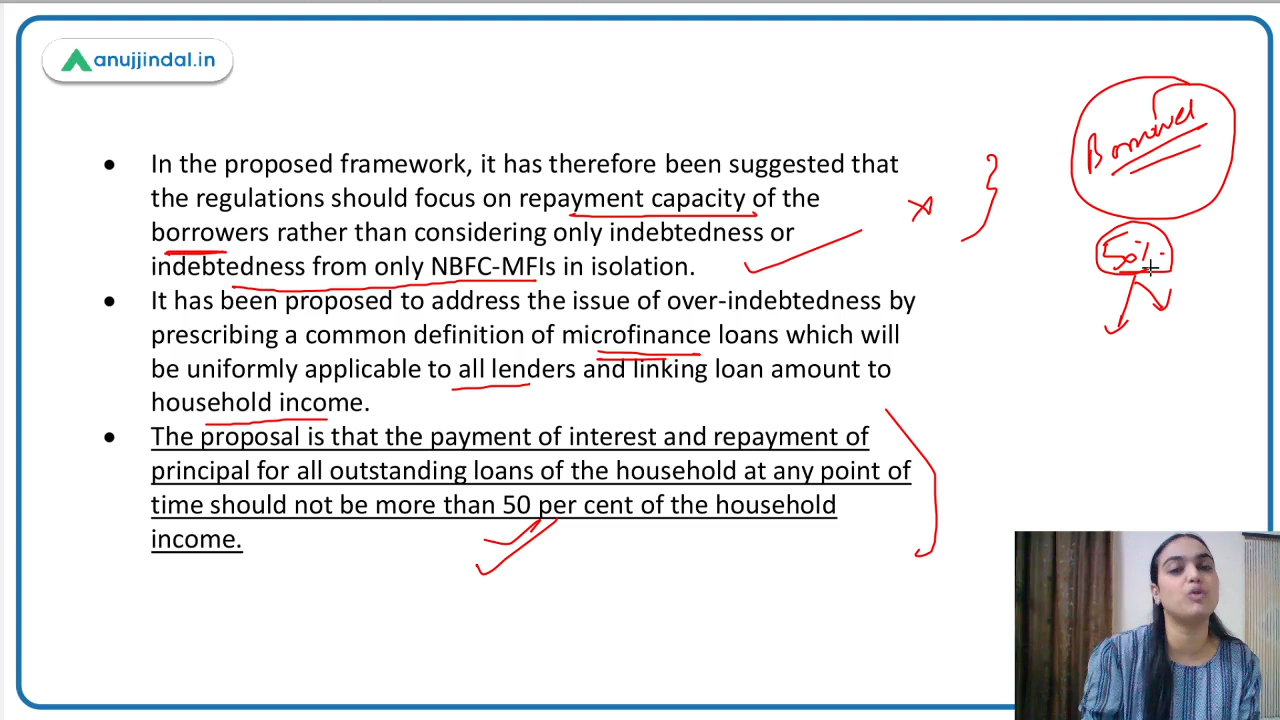 anujjindal.in
• In the proposed framework, it has therefore been suggested that
the regulations should focus on repayment capacity of the
borrowers rather than considering only indebtedness or
indebtedness from only NBFC-MFIs in isolation.
• It has been proposed to address the issue of over-indebtedness by
prescribing a common definition of microfinance loans which will
be uniformly applicable to all lenders and linking loan amount to
household income.
• The proposal is that the payment of interest and repayment of
principal for all outstanding loans of the household at any point of
time should not be more than 50 per cent of the household
income.
Borrower
50%